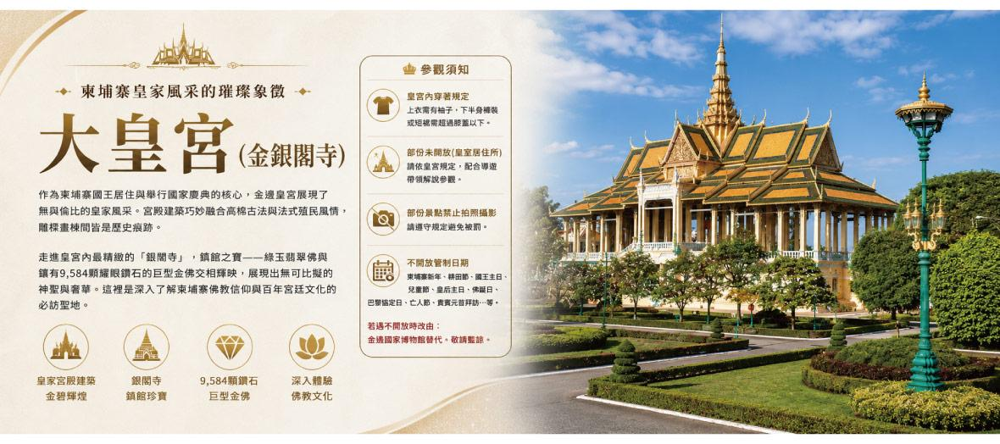 柬埔寨皇家風采的璀璨象徵
大皇宮(金銀閣寺)
作為柬埔寨國王居住與舉行國家慶典的核心，金邊皇宮展現了
無與倫比的皇家風采。宮殿建築巧妙融合高棉古法與法式殖民風情，
雕樑畫棟間皆是歷史痕跡。
走進皇宮內最精緻的「銀閣寺」，鎮館之寶——綠玉翡翠佛與
鑲有9,584顆耀眼鑽石的巨型金佛交相輝映，展現出無可比擬的
神聖與奢華。這裡是深入了解柬埔寨佛教信仰與百年宮廷文化的
必訪聖地。
皇家宮殿建築
金碧輝煌
銀閣寺
鎮館珍寶
9,584顆鑽石
巨型金佛
深入體驗
佛教文化
參觀須知
皇宮內穿著規定
上衣需有袖子，下半身褲裝
或短裙需超過膝蓋以下。
部份未開放(皇室居住所)
請依皇宮規定，配合導遊
帶領解說參觀。
部份景點禁止拍照攝影
請遵守規定避免被罰。
不開放管制日期
柬埔寨新年、耕田節、國王主日、
兒童節、皇后主日、佛誕日、
巴黎協定日、亡人節、貴賓元首拜訪…等。
若遇不開放時改由：
金邊國家博物館替代。敬請監諒。